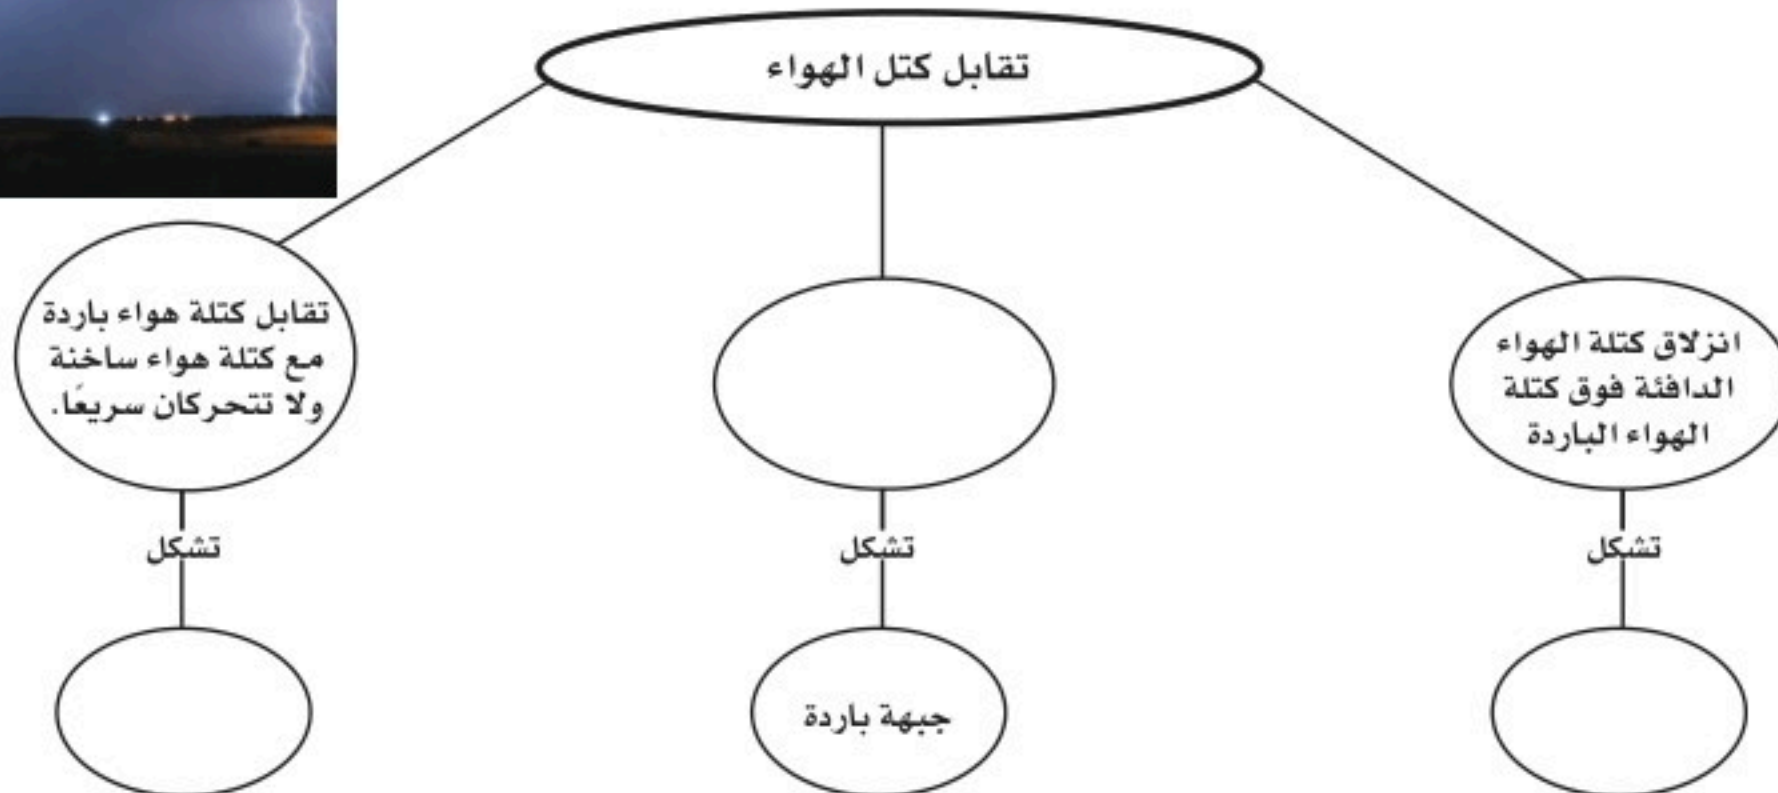 تقابل كتل الهواء
انزلاق كتلة الهواء
الدافئة فوق كتلة
الهواء الباردة
تقابل كتلة هواء باردة
مع كتلة هواء ساخنة
ولا تتحركان سريعًا.
تشكل
تشكل
تشكل
جبهة باردة